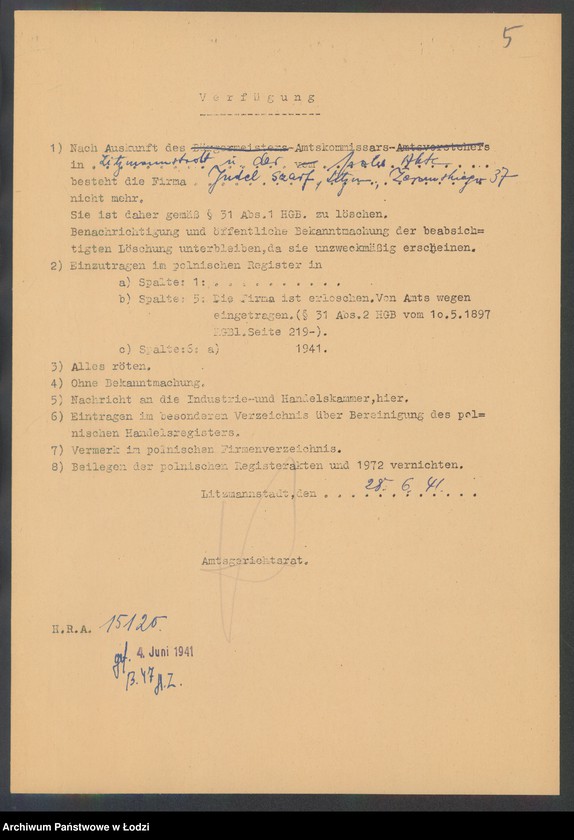 5
Verfügung
1) Nach Auskunft des Bürgermeisters-Amtskommissars-Amtsvorstehers
in Litzmannstadt u. der vom Akte
besteht die Firma Judel Szarf, Litzm., 37
nicht mehr.
Sie ist daher gemäß § 31 Abs.1 HGB. zu löschen.
Benachrichtigung und öffentliche Bekanntmachung der beabsich=
tigten Löschung unterbleiben,da sie unzweckmäßig erscheinen.
2) Einzutragen im polnischen Register in
a) Spalte: 1: . . . . . . . . . . .
b) Spalte: 5: Die Firma ist erloschen.Von Amts wegen
eingetragen.(§ 31 Abs.2 HGB vom 1o.5.1897
RGBl.Seite 219-).
c) Spalte:6: a) 1941.
3) Alles röten.
4) Ohne Bekanntmachung.
5) Nachricht an die Industrie-und Handelskammer,hier.
6) Eintragen im besonderen Verzeichnis über Bereinigung des pol=
nischen Handelsregisters.
7) Vermerk im polnischen Firmenverzeichnis.
8) Beilegen der polnischen Registerakten und 1972 vernichten.
Litzmannstadt,den 28. 6. 41.
Amtsgerichtsrat.
H.R.A. 15120.
gef. 4. Juni 1941
B.47 A.Z.
Archiwum Państwowe w Łodzi